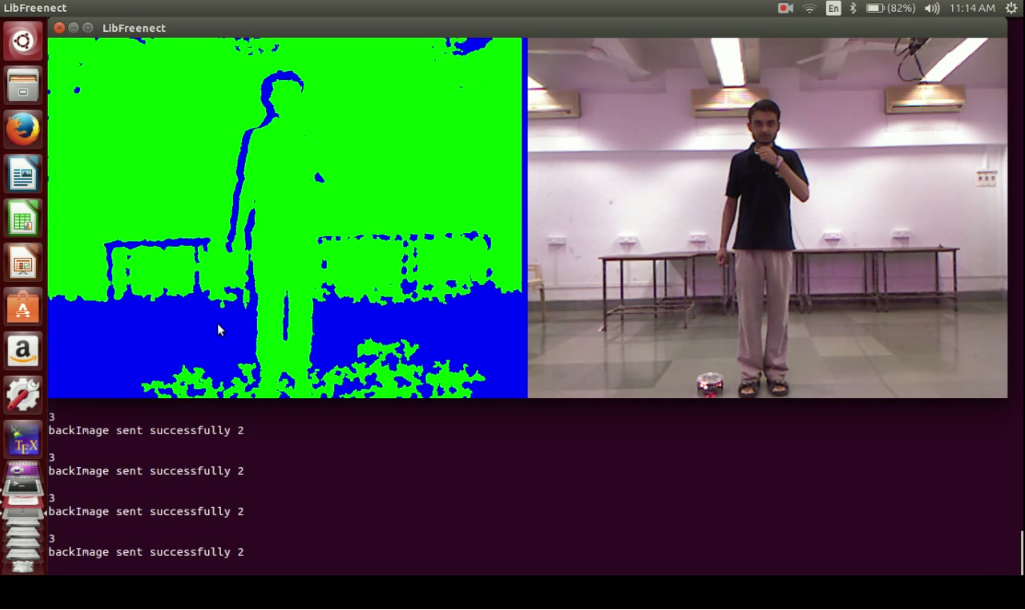 LibFreenect
En
(82%)
11:14 AM
LibFreenect
a
TEX
>_
3
backImage sent successfully 2
3
backImage sent successfully 2
3
backImage sent successfully 2
3
backImage sent successfully 2